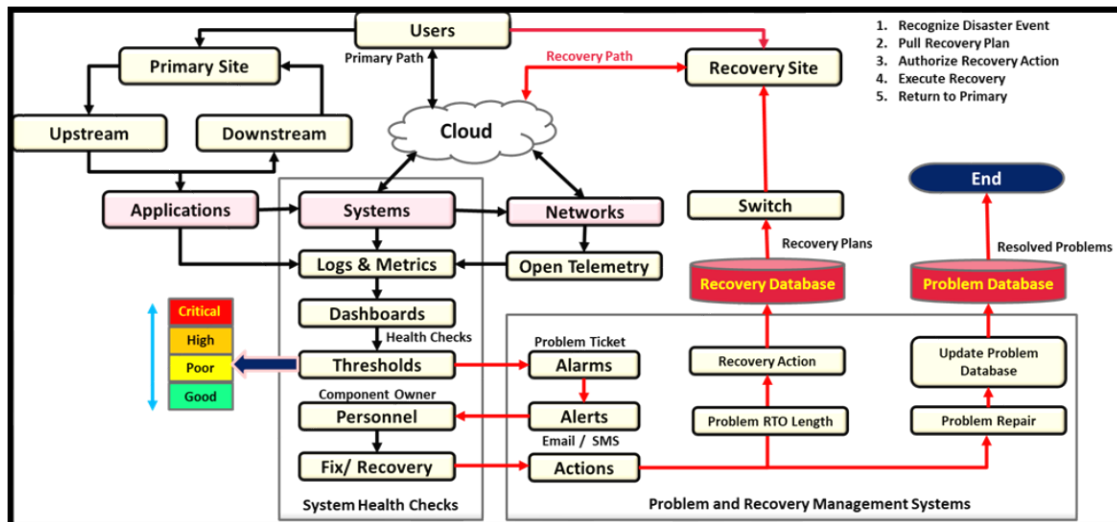 Users
1. Recognize Disaster Event
2. Pull Recovery Plan
3. Authorize Recovery Action
4. Execute Recovery
5. Return to Primary
Primary Path
Recovery Path
Primary Site
Recovery Site
Upstream
Downstream
Cloud
End
Applications
Systems
Networks
Switch
Recovery Plans
Resolved Problems
Logs & Metrics
Open Telemetry
Recovery Database
Problem Database
Critical
High
Poor
Good
Dashboards
Health Checks
Problem Ticket
Thresholds
Alarms
Recovery Action
Update Problem
Database
Component Owner
Personnel
Alerts
Problem RTO Length
Problem Repair
Email / SMS
Fix/ Recovery
Actions
System Health Checks
Problem and Recovery Management Systems